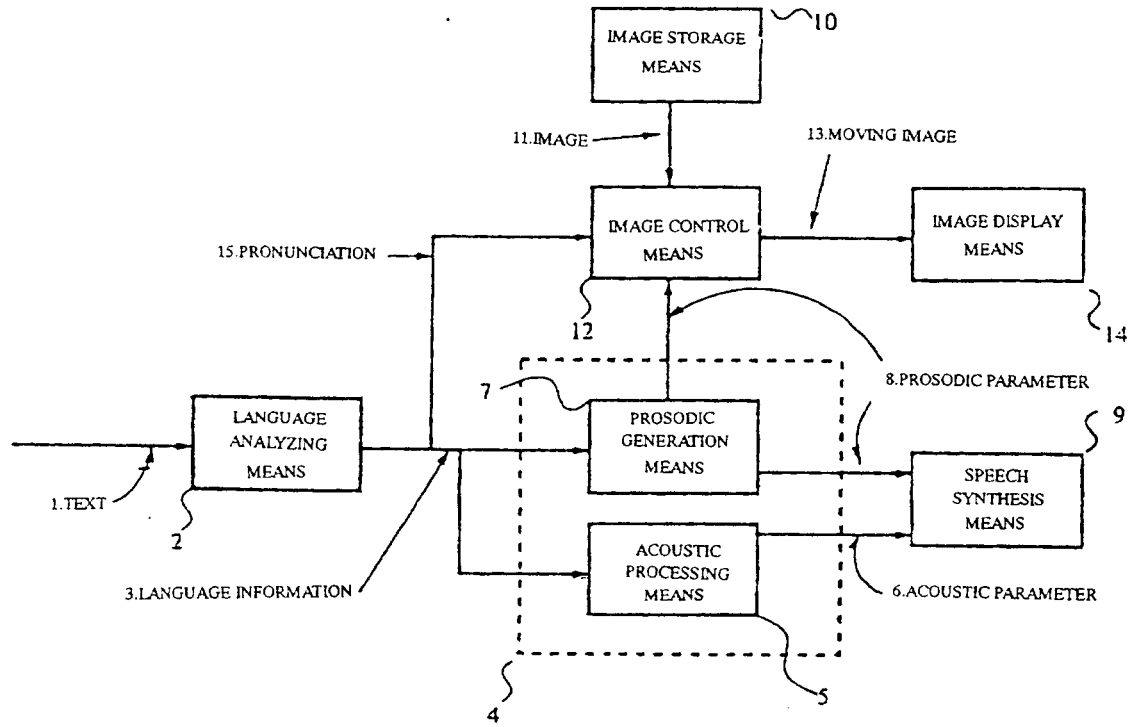 10
IMAGE STORAGE
MEANS
11.IMAGE
13.MOVING IMAGE
IMAGE CONTROL
MEANS
IMAGE DISPLAY
MEANS
15.PRONUNCIATION
12
14
8.PROSODIC PARAMETER
7
PROSODIC
GENERATION
MEANS
LANGUAGE
ANALYZING
MEANS
9
SPEECH
SYNTHESIS
MEANS
1.TEXT
2
ACOUSTIC
PROCESSING
MEANS
3.LANGUAGE INFORMATION
6.ACOUSTIC PARAMETER
4
5